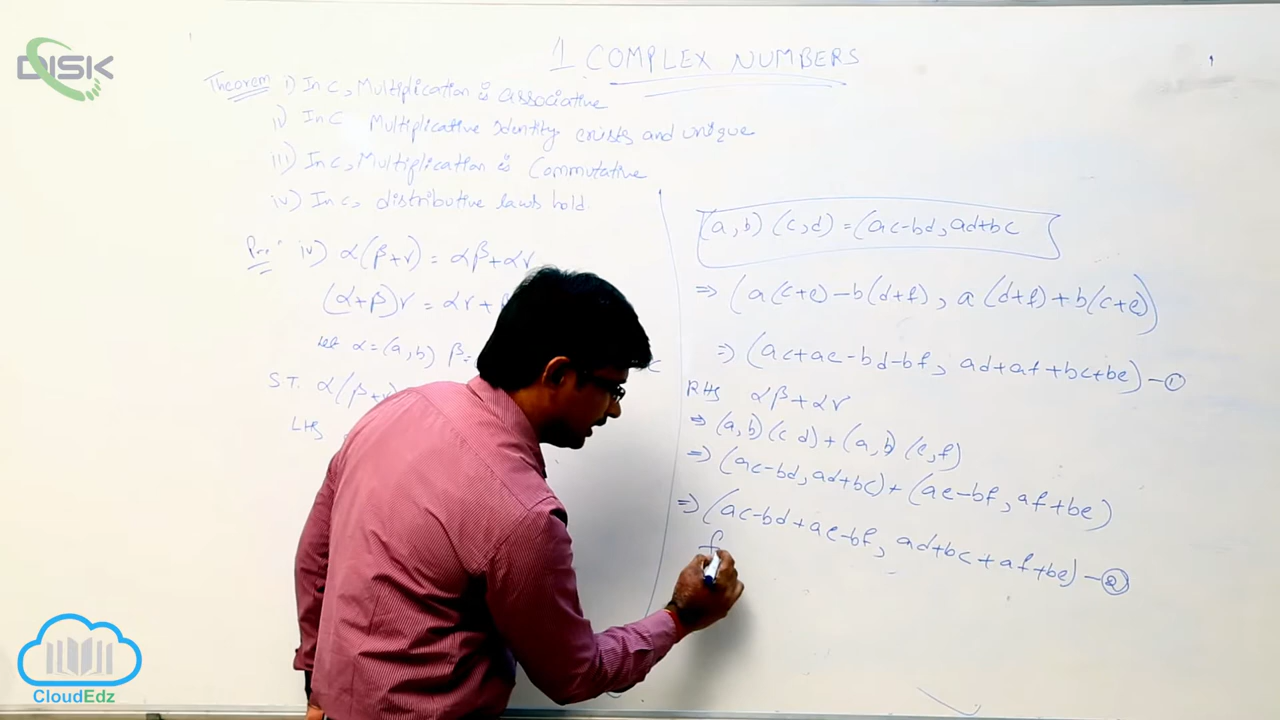 DISK
1 COMPLEX NUMBERS
Theorem i) In C, Multiplication is associative
ii) In C Multiplicative Identity exists and unique
iii) In C, Multiplication is Commutative
iv) In C, distributive laws hold.
iv) α(β+γ) = αβ+αγ
(α+β)γ = αγ+
let α=(a,b) β=
S.T. α(β+γ)
LHS
(a,b) (c,d) = (ac-bd, ad+bc
⇒ (a(c+e)-b(d+f), a(d+f)+b(c+e))
⇒ (ac+ae-bd-bf, ad+af+bc+be) - ①
RHS αβ+αγ
⇒ (a,b)(c d)+(a,b)(e,f)
⇒ (ac-bd, ad+bc)+(ae-bf, af+be)
⇒ (ac-bd+ae-bf, ad+bc+af+be) - ②
f
CloudEdz